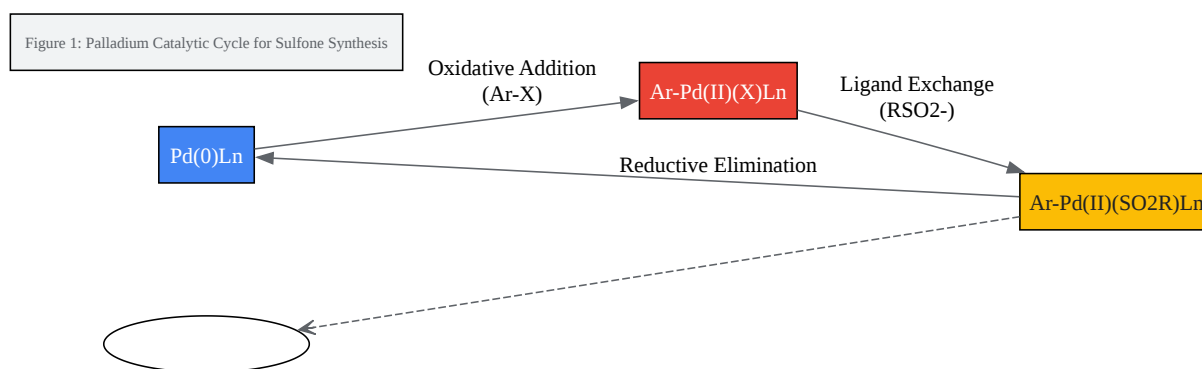 Figure 1: Palladium Catalytic Cycle for Sulfone Synthesis
Oxidative Addition
(Ar-X)
Ar-Pd(II)(X)Ln
Ligand Exchange
(RSO2-)
Pd(0)Ln
Reductive Elimination
Ar-Pd(II)(SO2R)Ln